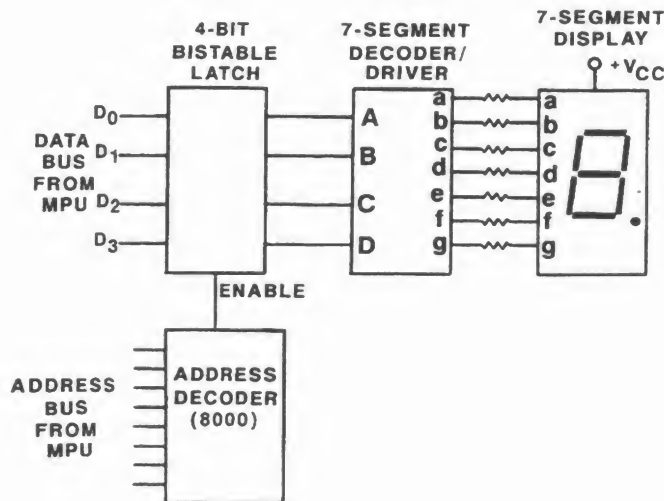 4-BIT
BISTABLE
LATCH
7-SEGMENT
DECODER/
DRIVER
7-SEGMENT
DISPLAY
+VCC
D0
D1
D2
D3
DATA
BUS
FROM
MPU
A
B
C
D
a
b
c
d
e
f
g
a
b
c
d
e
f
g
ENABLE
ADDRESS
BUS
FROM
MPU
ADDRESS
DECODER
(8000)